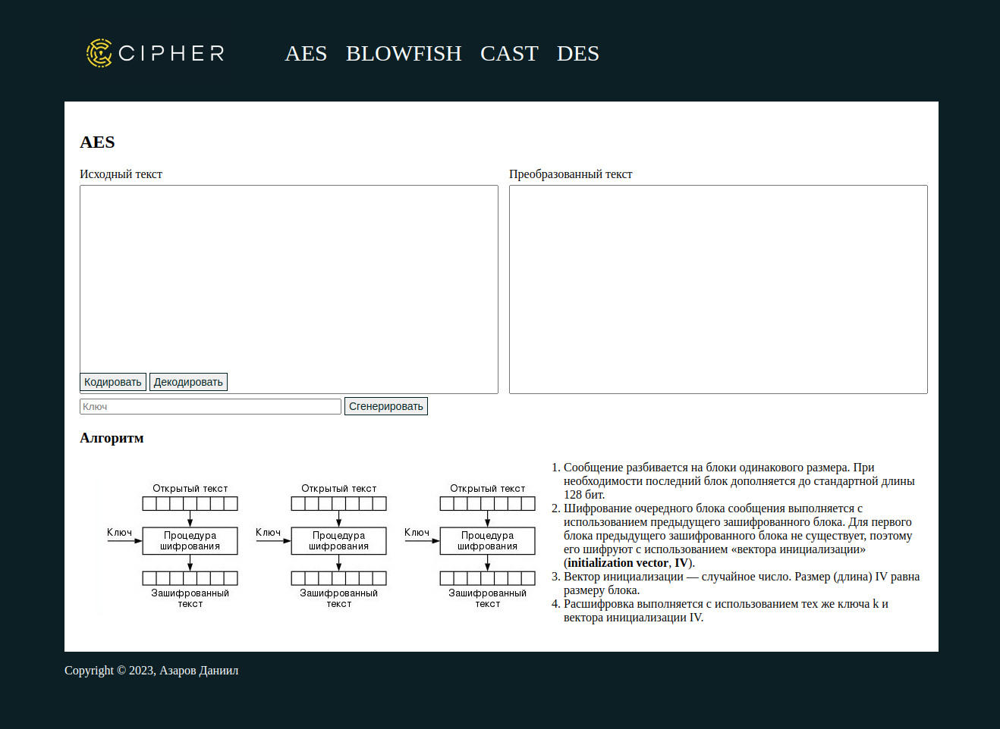 CIPHER
AES BLOWFISH CAST DES
AES
Исходный текст
Преобразованный текст
Кодировать Декодировать
Ключ Сгенерировать
Алгоритм
Открытый текст Открытый текст Открытый текст
Ключ Ключ Ключ
Процедура Процедура Процедура
шифрования шифрования шифрования
Зашифрованный Зашифрованный Зашифрованный
текст текст текст
1. Сообщение разбивается на блоки одинакового размера. При
необходимости последний блок дополняется до стандартной длины
128 бит.
2. Шифрование очередного блока сообщения выполняется с
использованием предыдущего зашифрованного блока. Для первого
блока предыдущего зашифрованного блока не существует, поэтому
его шифруют с использованием «вектора инициализации»
(initialization vector, IV).
3. Вектор инициализации — случайное число. Размер (длина) IV равна
размеру блока.
4. Расшифровка выполняется с использованием тех же ключа k и
вектора инициализации IV.
Copyright © 2023, Азаров Даниил